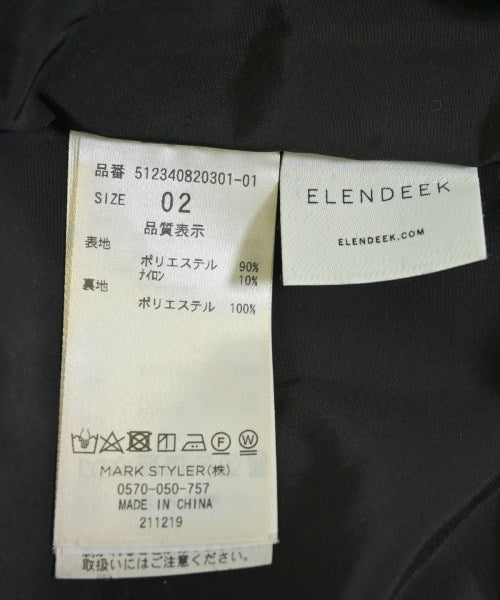 品番 512340820301-01
SIZE 02
品質表示
表地
ポリエステル 90%
ナイロン 10%
裏地
ポリエステル 100%
MARK STYLER(株)
0570-050-757
MADE IN CHINA
211219
取扱いにはご注意ください。
ELENDEEK
ELENDEEK.COM